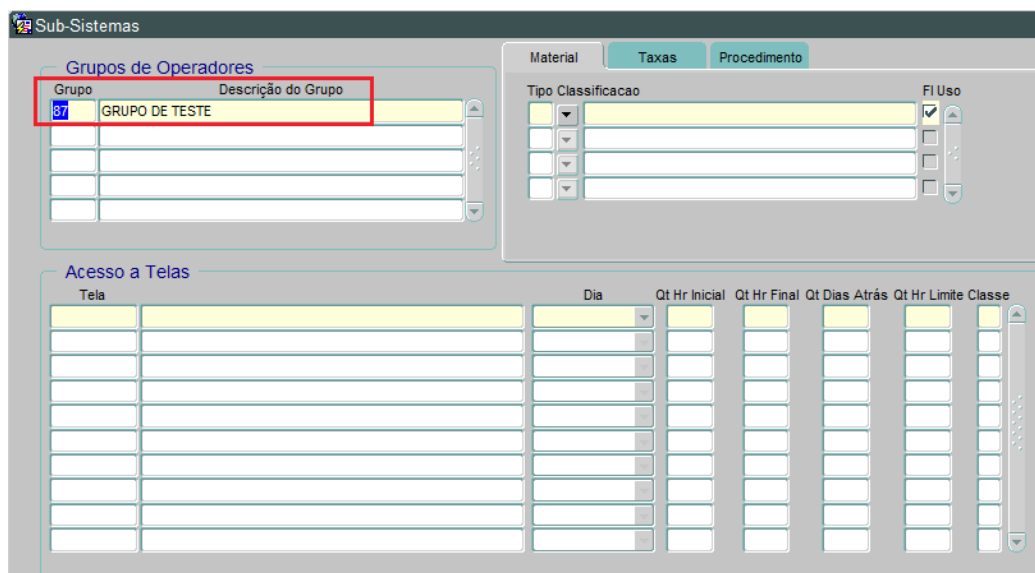 Sub-Sistemas
Grupos de Operadores
Grupo Descrição do Grupo
87 GRUPO DE TESTE
Material Taxas Procedimento
Tipo Classificacao Fl Uso
Acesso a Telas
Tela Dia Qt Hr Inicial Qt Hr Final Qt Dias Atrás Qt Hr Limite Classe